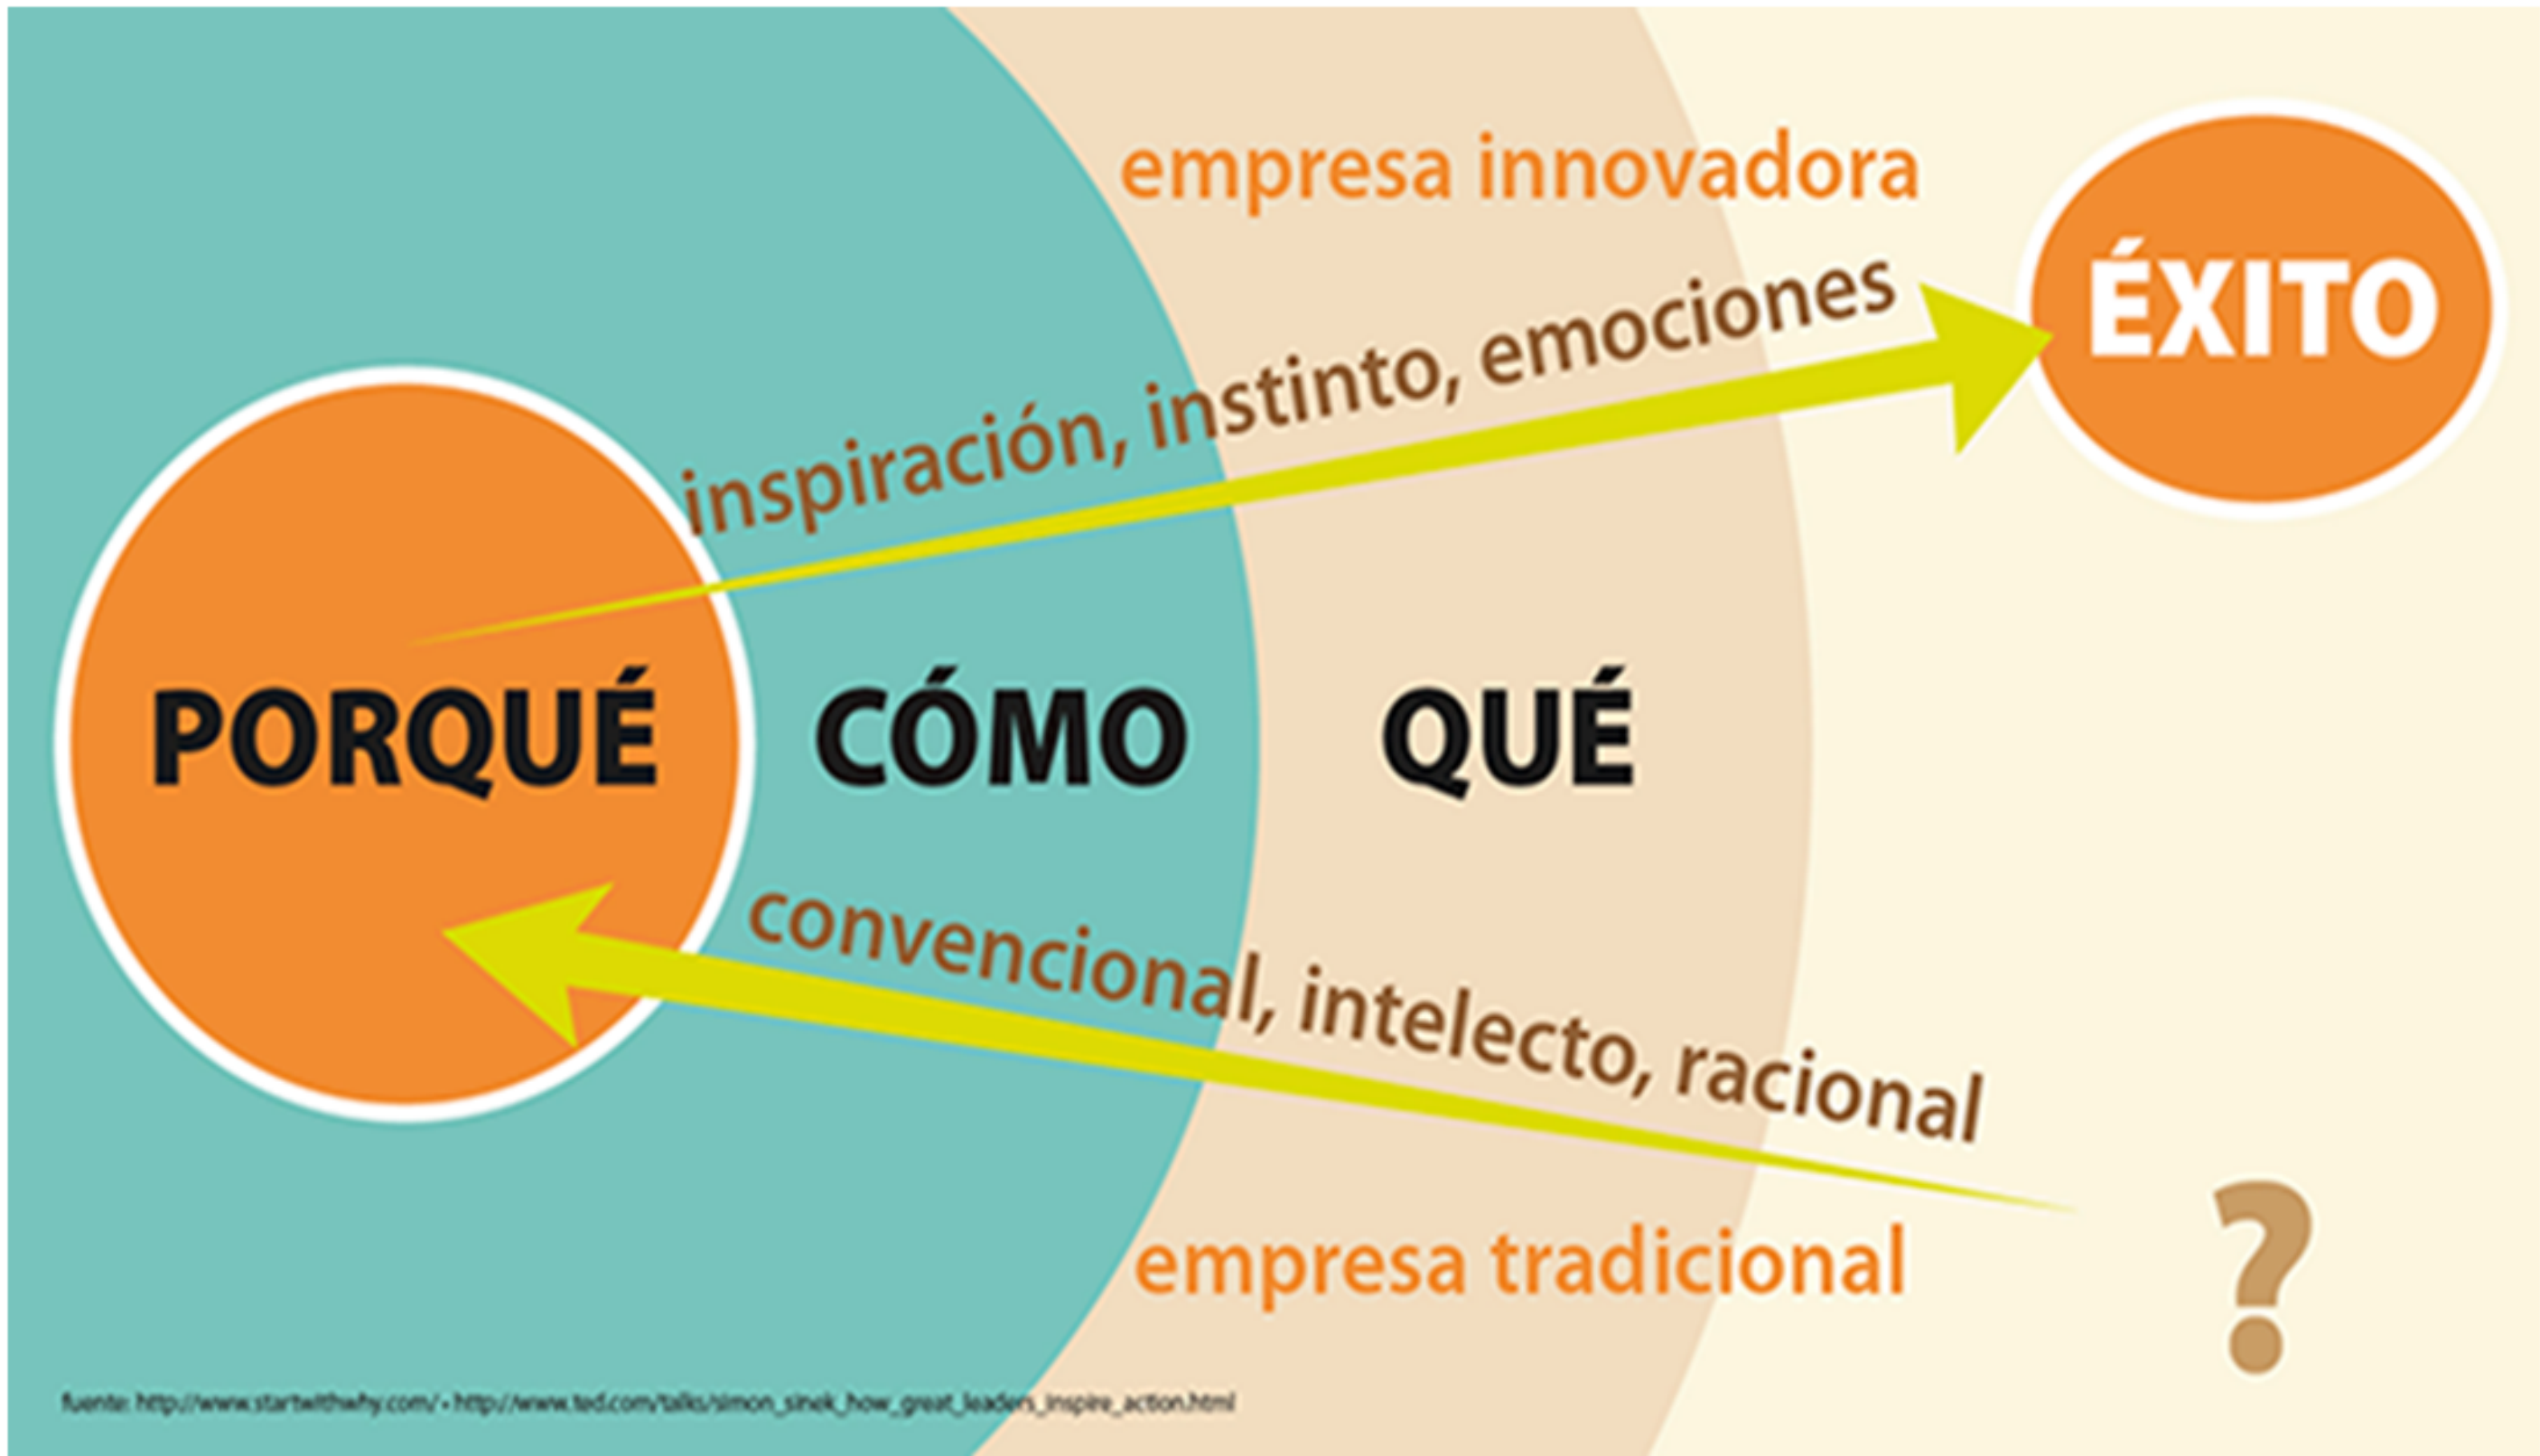 empresa innovadora
ÉXITO
inspiración, instinto, emociones
PORQUÉ
CÓMO
QUÉ
convencional, intelecto, racional
?
empresa tradicional
fuente: http://www.startwithwhy.com/ • http://www.ted.com/talks/simon_sinek_how_great_leaders_inspire_action.html